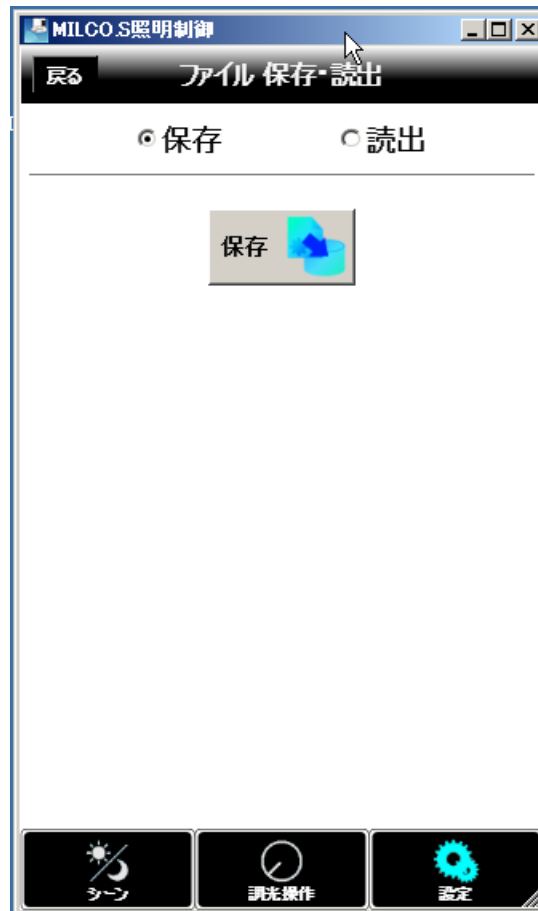 MILCO.S照明制御
戻る ファイル 保存・読出
保存 読出
保存
シーン 調光操作 設定